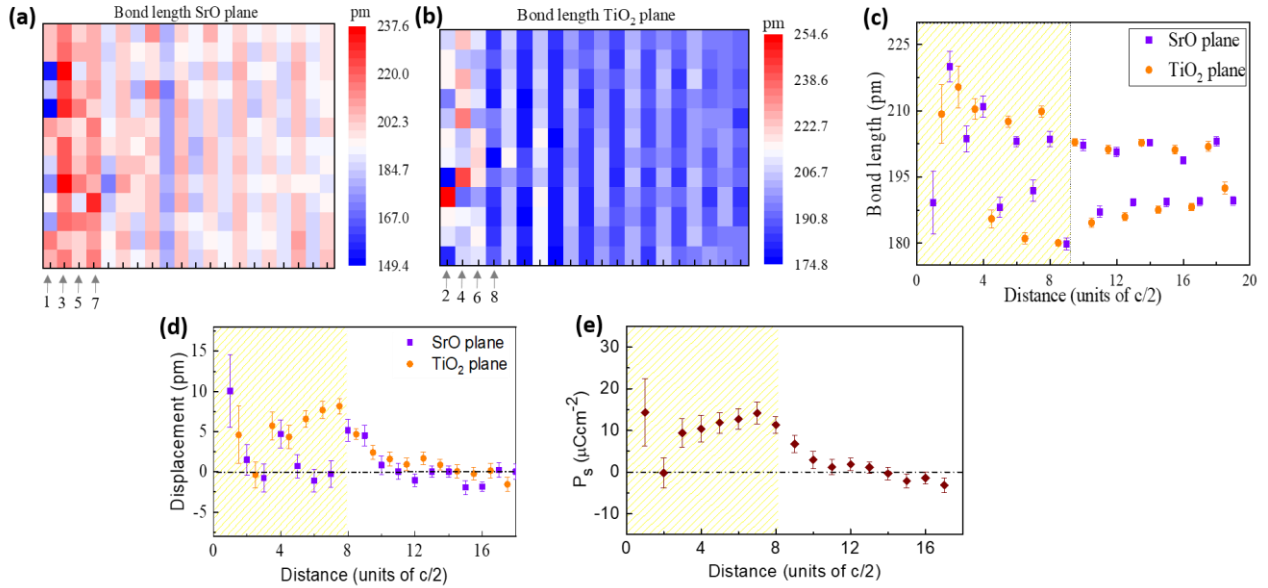 (a)
Bond length SrO plane
pm
237.6
220.0
202.3
184.6
167.0
149.4
1 3 5 7
(b)
Bond length TiO₂ plane
pm
254.6
238.7
222.7
206.7
190.8
174.8
2 4 6 8
(c)
225
210
195
180
Bond length (pm)
SrO plane
TiO₂ plane
0 4 8 12 16 20
Distance (units of c/2)
(d)
15
10
5
0
-5
Displacement (pm)
SrO plane
TiO₂ plane
0 4 8 12 16
Distance (units of c/2)
(e)
30
20
10
0
-10
Pₛ (μCcm⁻²)
0 4 8 12 16
Distance (units of c/2)